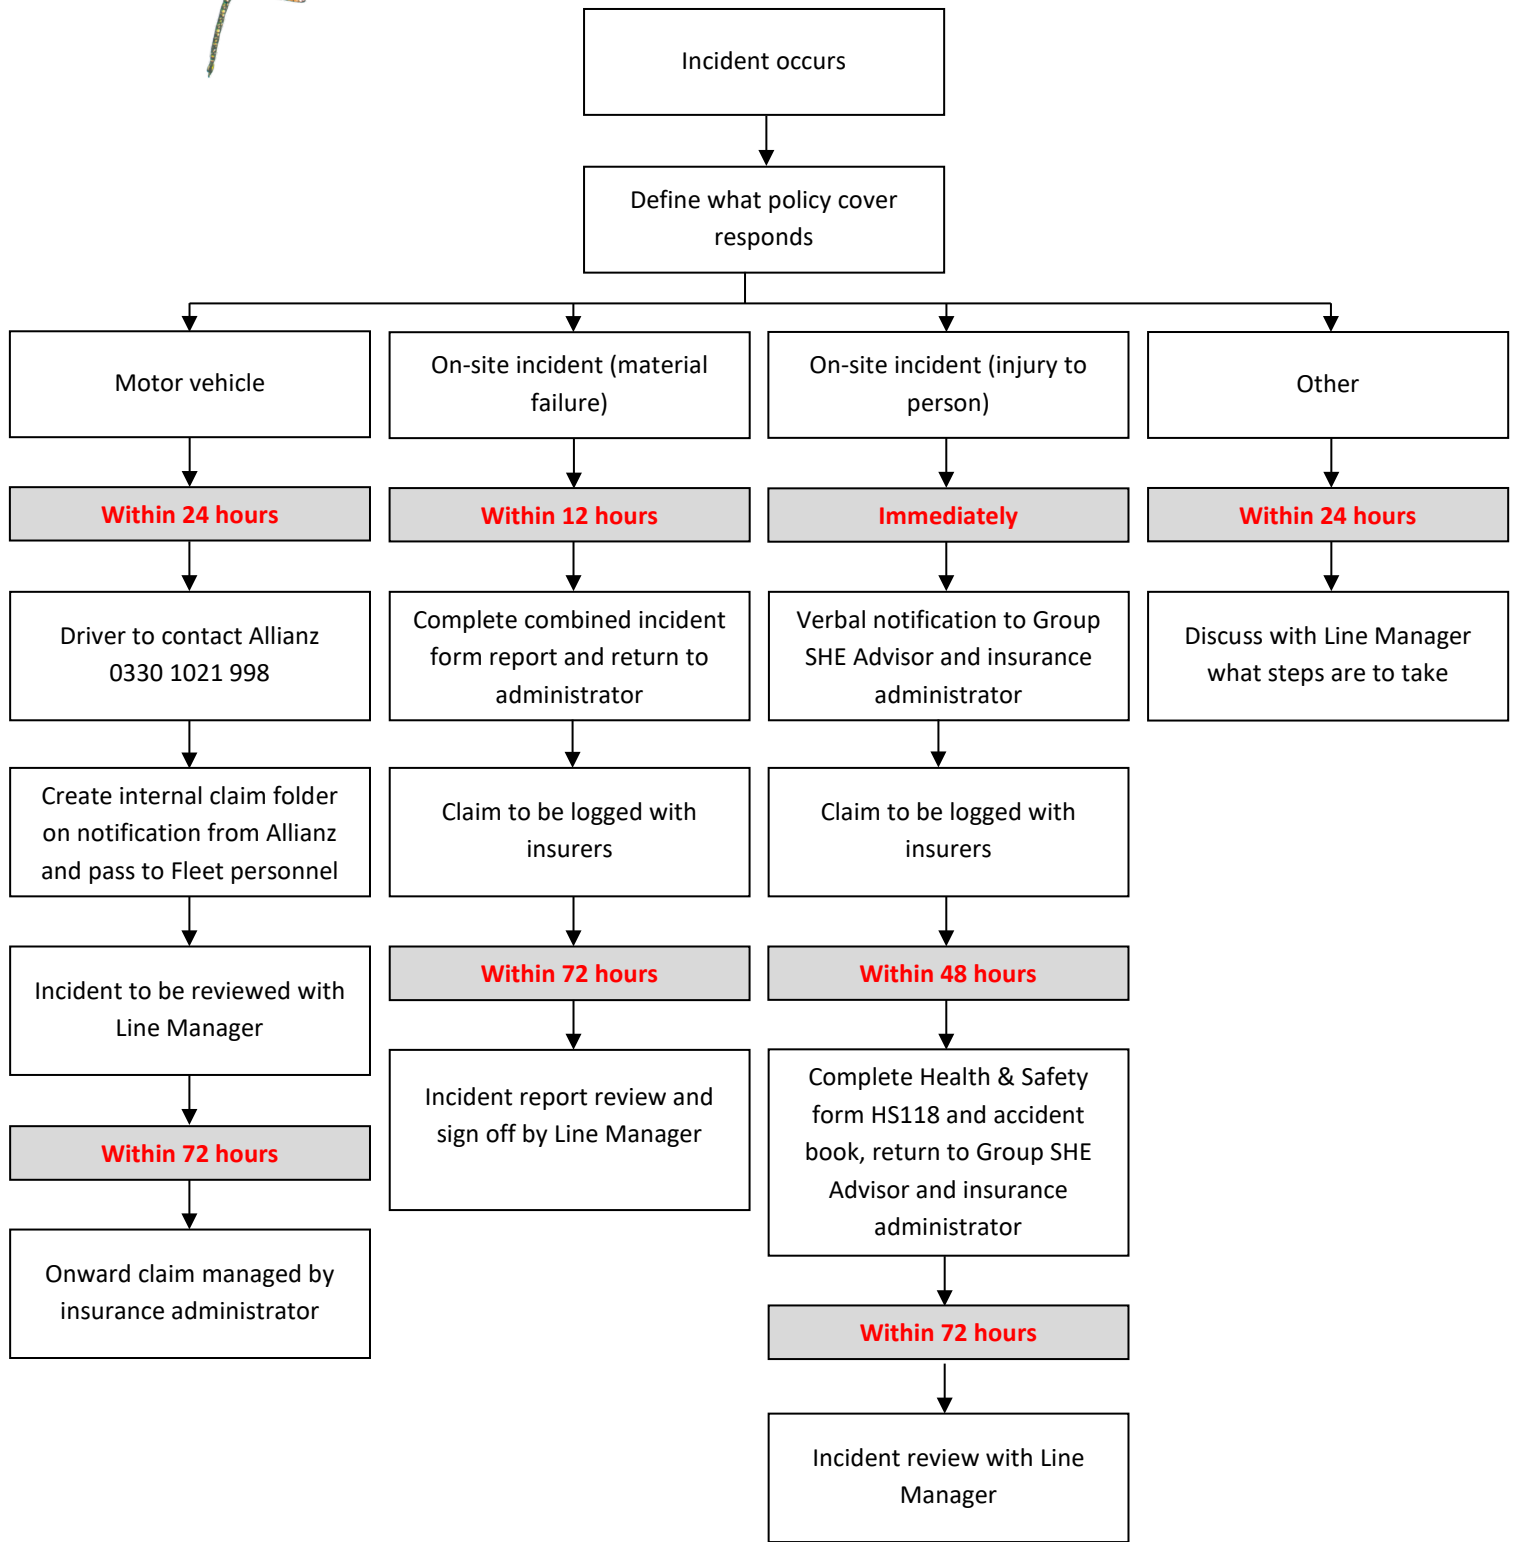 Incident occurs
Define what policy cover
responds
Motor vehicle
On-site incident (material
failure)
On-site incident (injury to
person)
Other
Within 24 hours
Within 12 hours
Immediately
Within 24 hours
Driver to contact Allianz
0330 1021 998
Complete combined incident
form report and return to
administrator
Verbal notification to Group
SHE Advisor and insurance
administrator
Discuss with Line Manager
what steps are to take
Create internal claim folder
on notification from Allianz
and pass to Fleet personnel
Claim to be logged with
insurers
Claim to be logged with
insurers
Incident to be reviewed with
Line Manager
Within 72 hours
Within 48 hours
Within 72 hours
Incident report review and
sign off by Line Manager
Complete Health & Safety
form HS118 and accident
book, return to Group SHE
Advisor and insurance
administrator
Onward claim managed by
insurance administrator
Within 72 hours
Incident review with Line
Manager